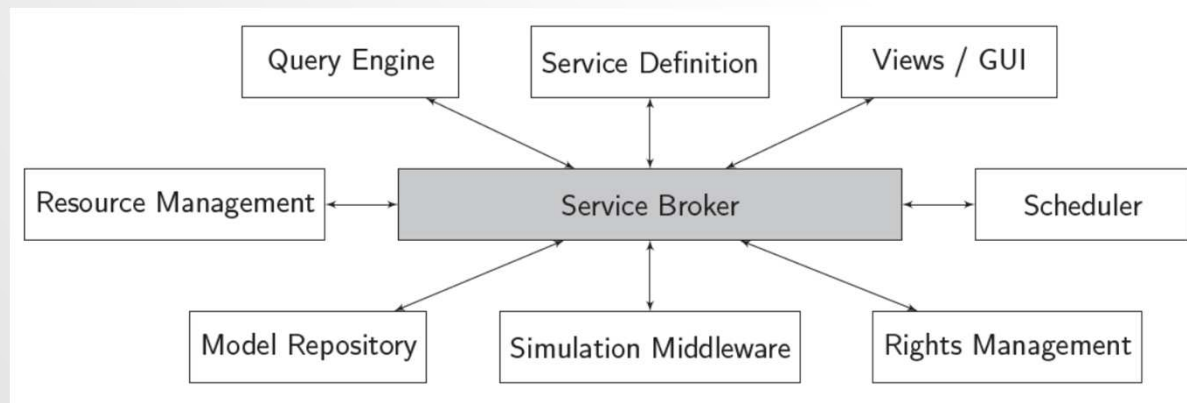 Query Engine
Service Definition
Views / GUI
Resource Management
Service Broker
Scheduler
Model Repository
Simulation Middleware
Rights Management